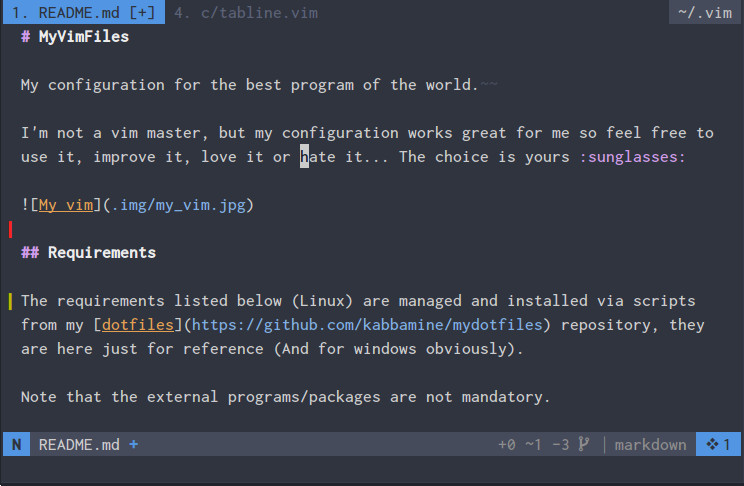 1. README.md [+] 4. c/tabline.vim ~/.vim
# MyVimFiles
My configuration for the best program of the world.~~
I'm not a vim master, but my configuration works great for me so feel free to
use it, improve it, love it or hate it... The choice is yours :sunglasses:
![My vim](.img/my_vim.jpg)
## Requirements
The requirements listed below (Linux) are managed and installed via scripts
from my [dotfiles](https://github.com/kabbamine/mydotfiles) repository, they
are here just for reference (And for windows obviously).
Note that the external programs/packages are not mandatory.
N README.md + +0 ~1 -3 | markdown ❖ 1